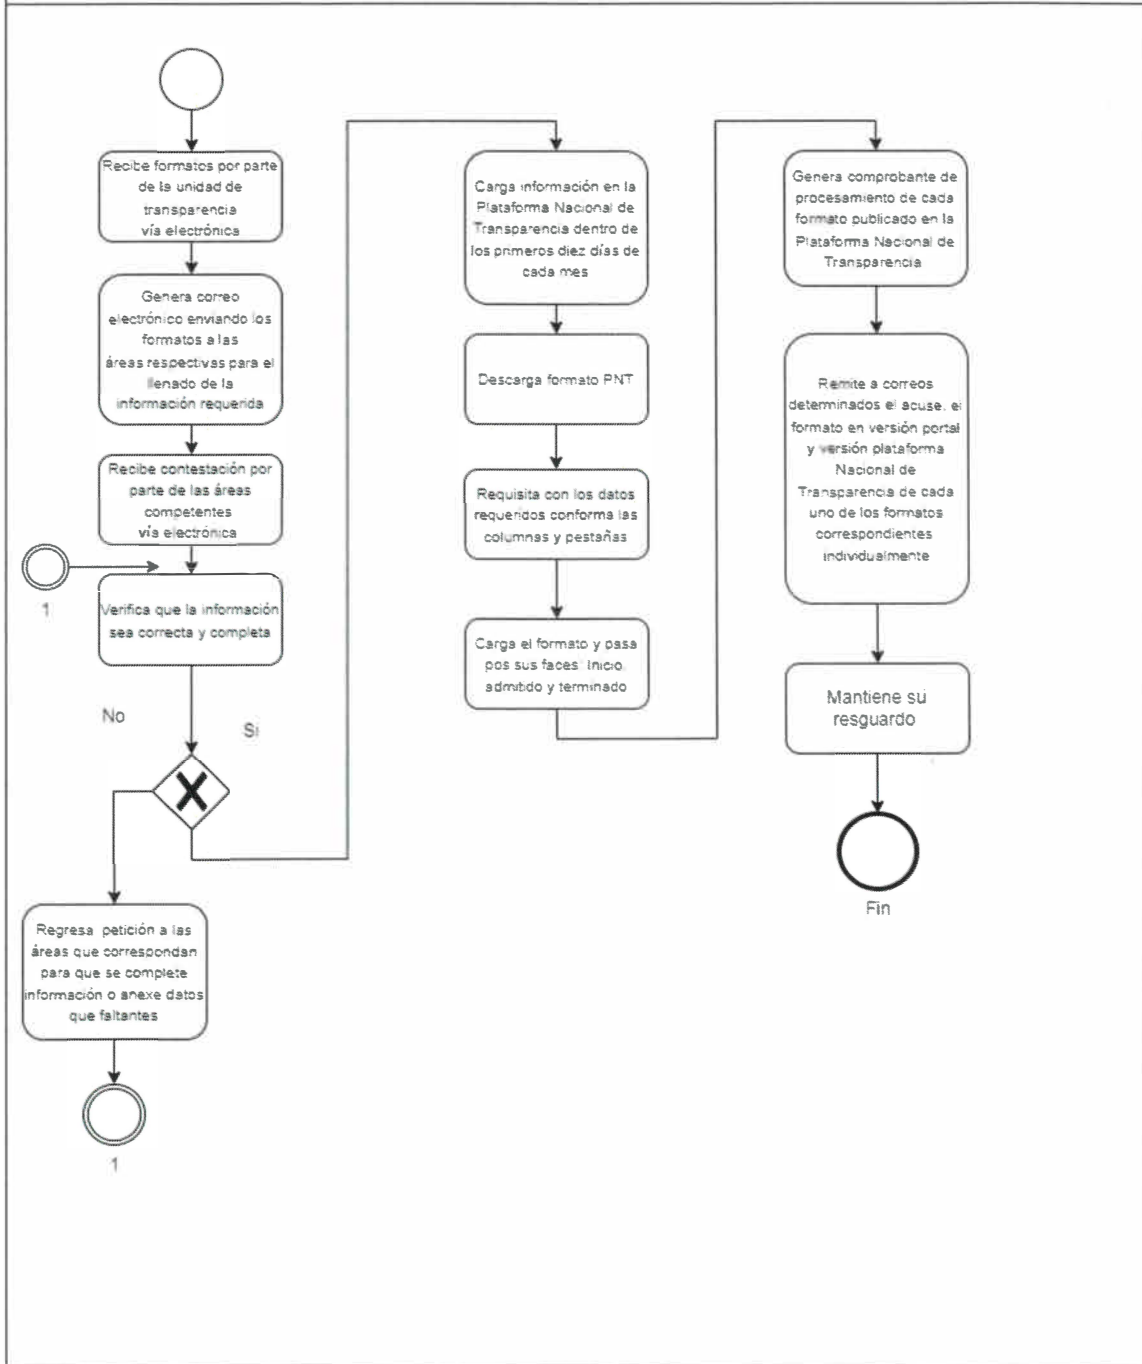 Recibe formatos por parte
de la unidad de
transparencia
vía electrónica
Genera correo
electrónico enviando los
formatos a las
áreas respectivas para el
llenado de la
información requerida
Recibe contestación por
parte de las áreas
competentes
vía electrónica
1
Verifica que la información
sea correcta y completa
No
Si
Regresa petición a las
áreas que correspondan
para que se complete
información o anexe datos
que faltantes
1
Carga información en la
Plataforma Nacional de
Transparencia dentro de
los primeros diez días de
cada mes
Descarga formato PNT
Requisita con los datos
requeridos conforma las
columnas y pestañas
Carga el formato y pasa
pos sus faces: Inicio,
admitido y terminado
Genera comprobante de
procesamiento de cada
formato publicado en la
Plataforma Nacional de
Transparencia
Remite a correos
determinados el acuse, el
formato en versión portal
y versión plataforma
Nacional de
Transparencia de cada
uno de los formatos
correspondientes
individualmente
Mantiene su
resguardo
Fin